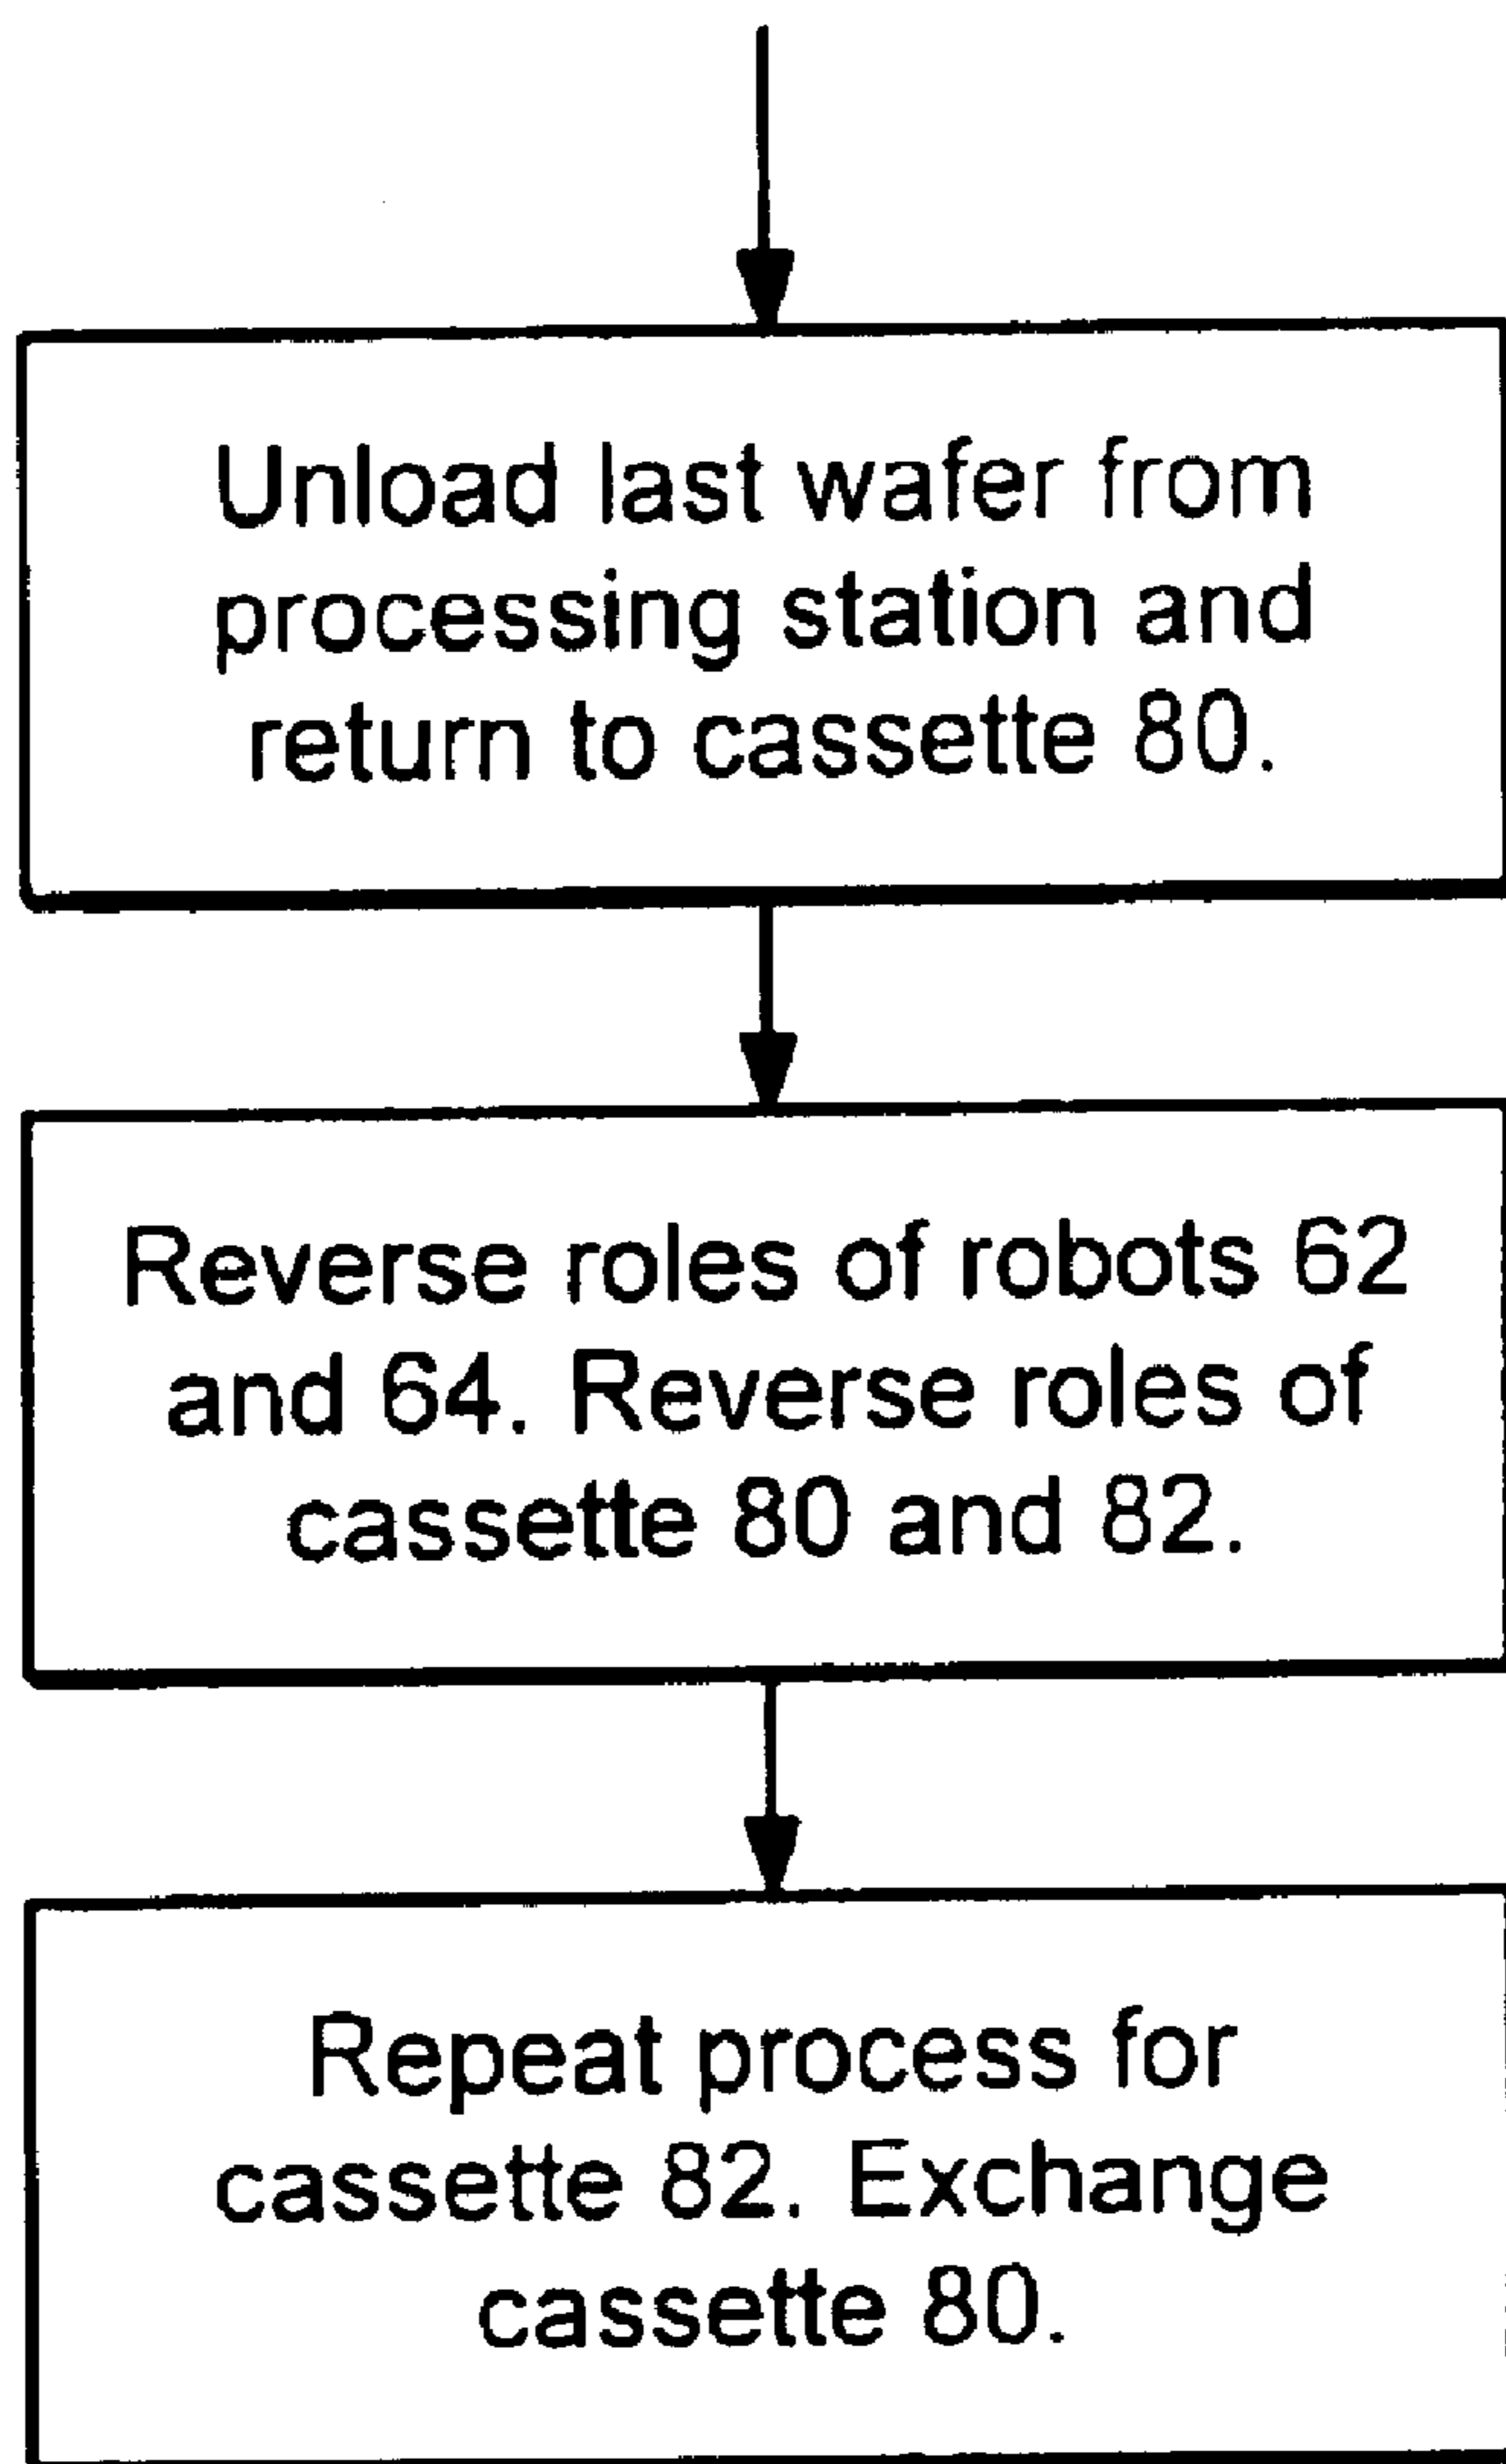 Unload last wafer from
processing station and
return to cassette 80.
Reverse roles of robots 62
and 64. Reverse roles of
cassette 80 and 82.
Repeat process for
cassette 82. Exchange
cassette 80.